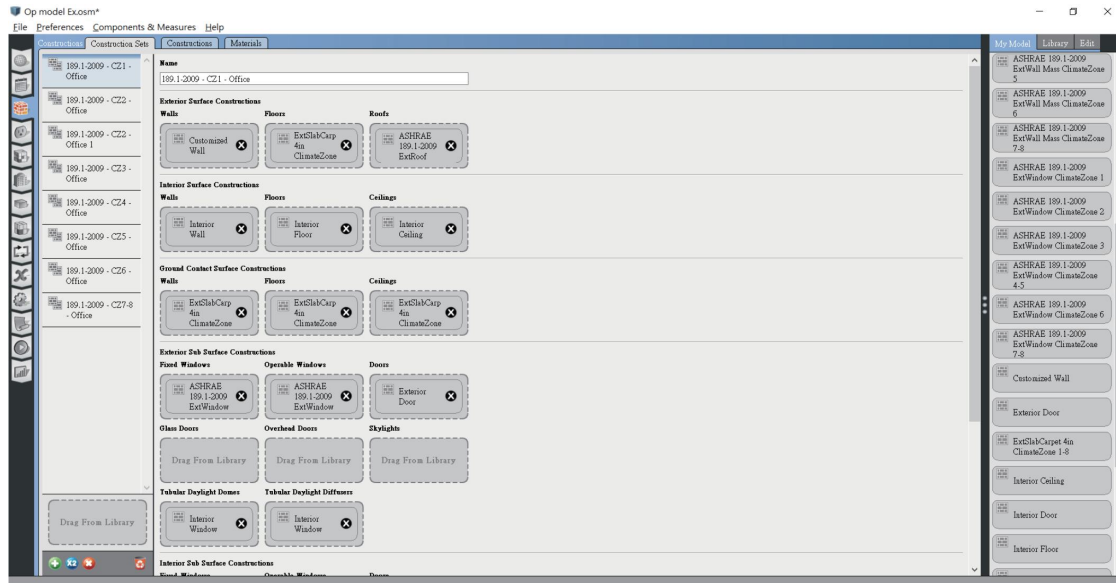 Op model Ex.osm*
File Preferences Components & Measures Help
Constructions Construction Sets Constructions Materials
My Model Library Edit
189.1-2009 - CZ1 -
Office
189.1-2009 - CZ2 -
Office
189.1-2009 - CZ2 -
Office 1
189.1-2009 - CZ3 -
Office
189.1-2009 - CZ4 -
Office
189.1-2009 - CZ5 -
Office
189.1-2009 - CZ6 -
Office
189.1-2009 - CZ7-8
- Office
Drag From Library
x2
Name
189.1-2009 - CZ1 - Office
Exterior Surface Constructions
Walls Floors Roofs
Customized
Wall
ExtSlabCarp
4in
ClimateZone
ASHRAE
189.1-2009
ExtRoof
Interior Surface Constructions
Walls Floors Ceilings
Interior
Wall
Interior
Floor
Interior
Ceiling
Ground Contact Surface Constructions
Walls Floors Ceilings
ExtSlabCarp
4in
ClimateZone
ExtSlabCarp
4in
ClimateZone
ExtSlabCarp
4in
ClimateZone
Exterior Sub Surface Constructions
Fixed Windows Operable Windows Doors
ASHRAE
189.1-2009
ExtWindow
ASHRAE
189.1-2009
ExtWindow
Exterior
Door
Glass Doors Overhead Doors Skylights
Drag From Library Drag From Library Drag From Library
Tubular Daylight Domes Tubular Daylight Diffusers
Interior
Window
Interior
Window
Interior Sub Surface Constructions
Fixed Windows Operable Windows Doors
ASHRAE 189.1-2009
ExtWall Mass ClimateZone
5
ASHRAE 189.1-2009
ExtWall Mass ClimateZone
6
ASHRAE 189.1-2009
ExtWall Mass ClimateZone
7-8
ASHRAE 189.1-2009
ExtWindow ClimateZone 1
ASHRAE 189.1-2009
ExtWindow ClimateZone 2
ASHRAE 189.1-2009
ExtWindow ClimateZone 3
ASHRAE 189.1-2009
ExtWindow ClimateZone
4-5
ASHRAE 189.1-2009
ExtWindow ClimateZone 6
ASHRAE 189.1-2009
ExtWindow ClimateZone
7-8
Customized Wall
Exterior Door
ExtSlabCarpet 4in
ClimateZone 1-8
Interior Ceiling
Interior Door
Interior Floor